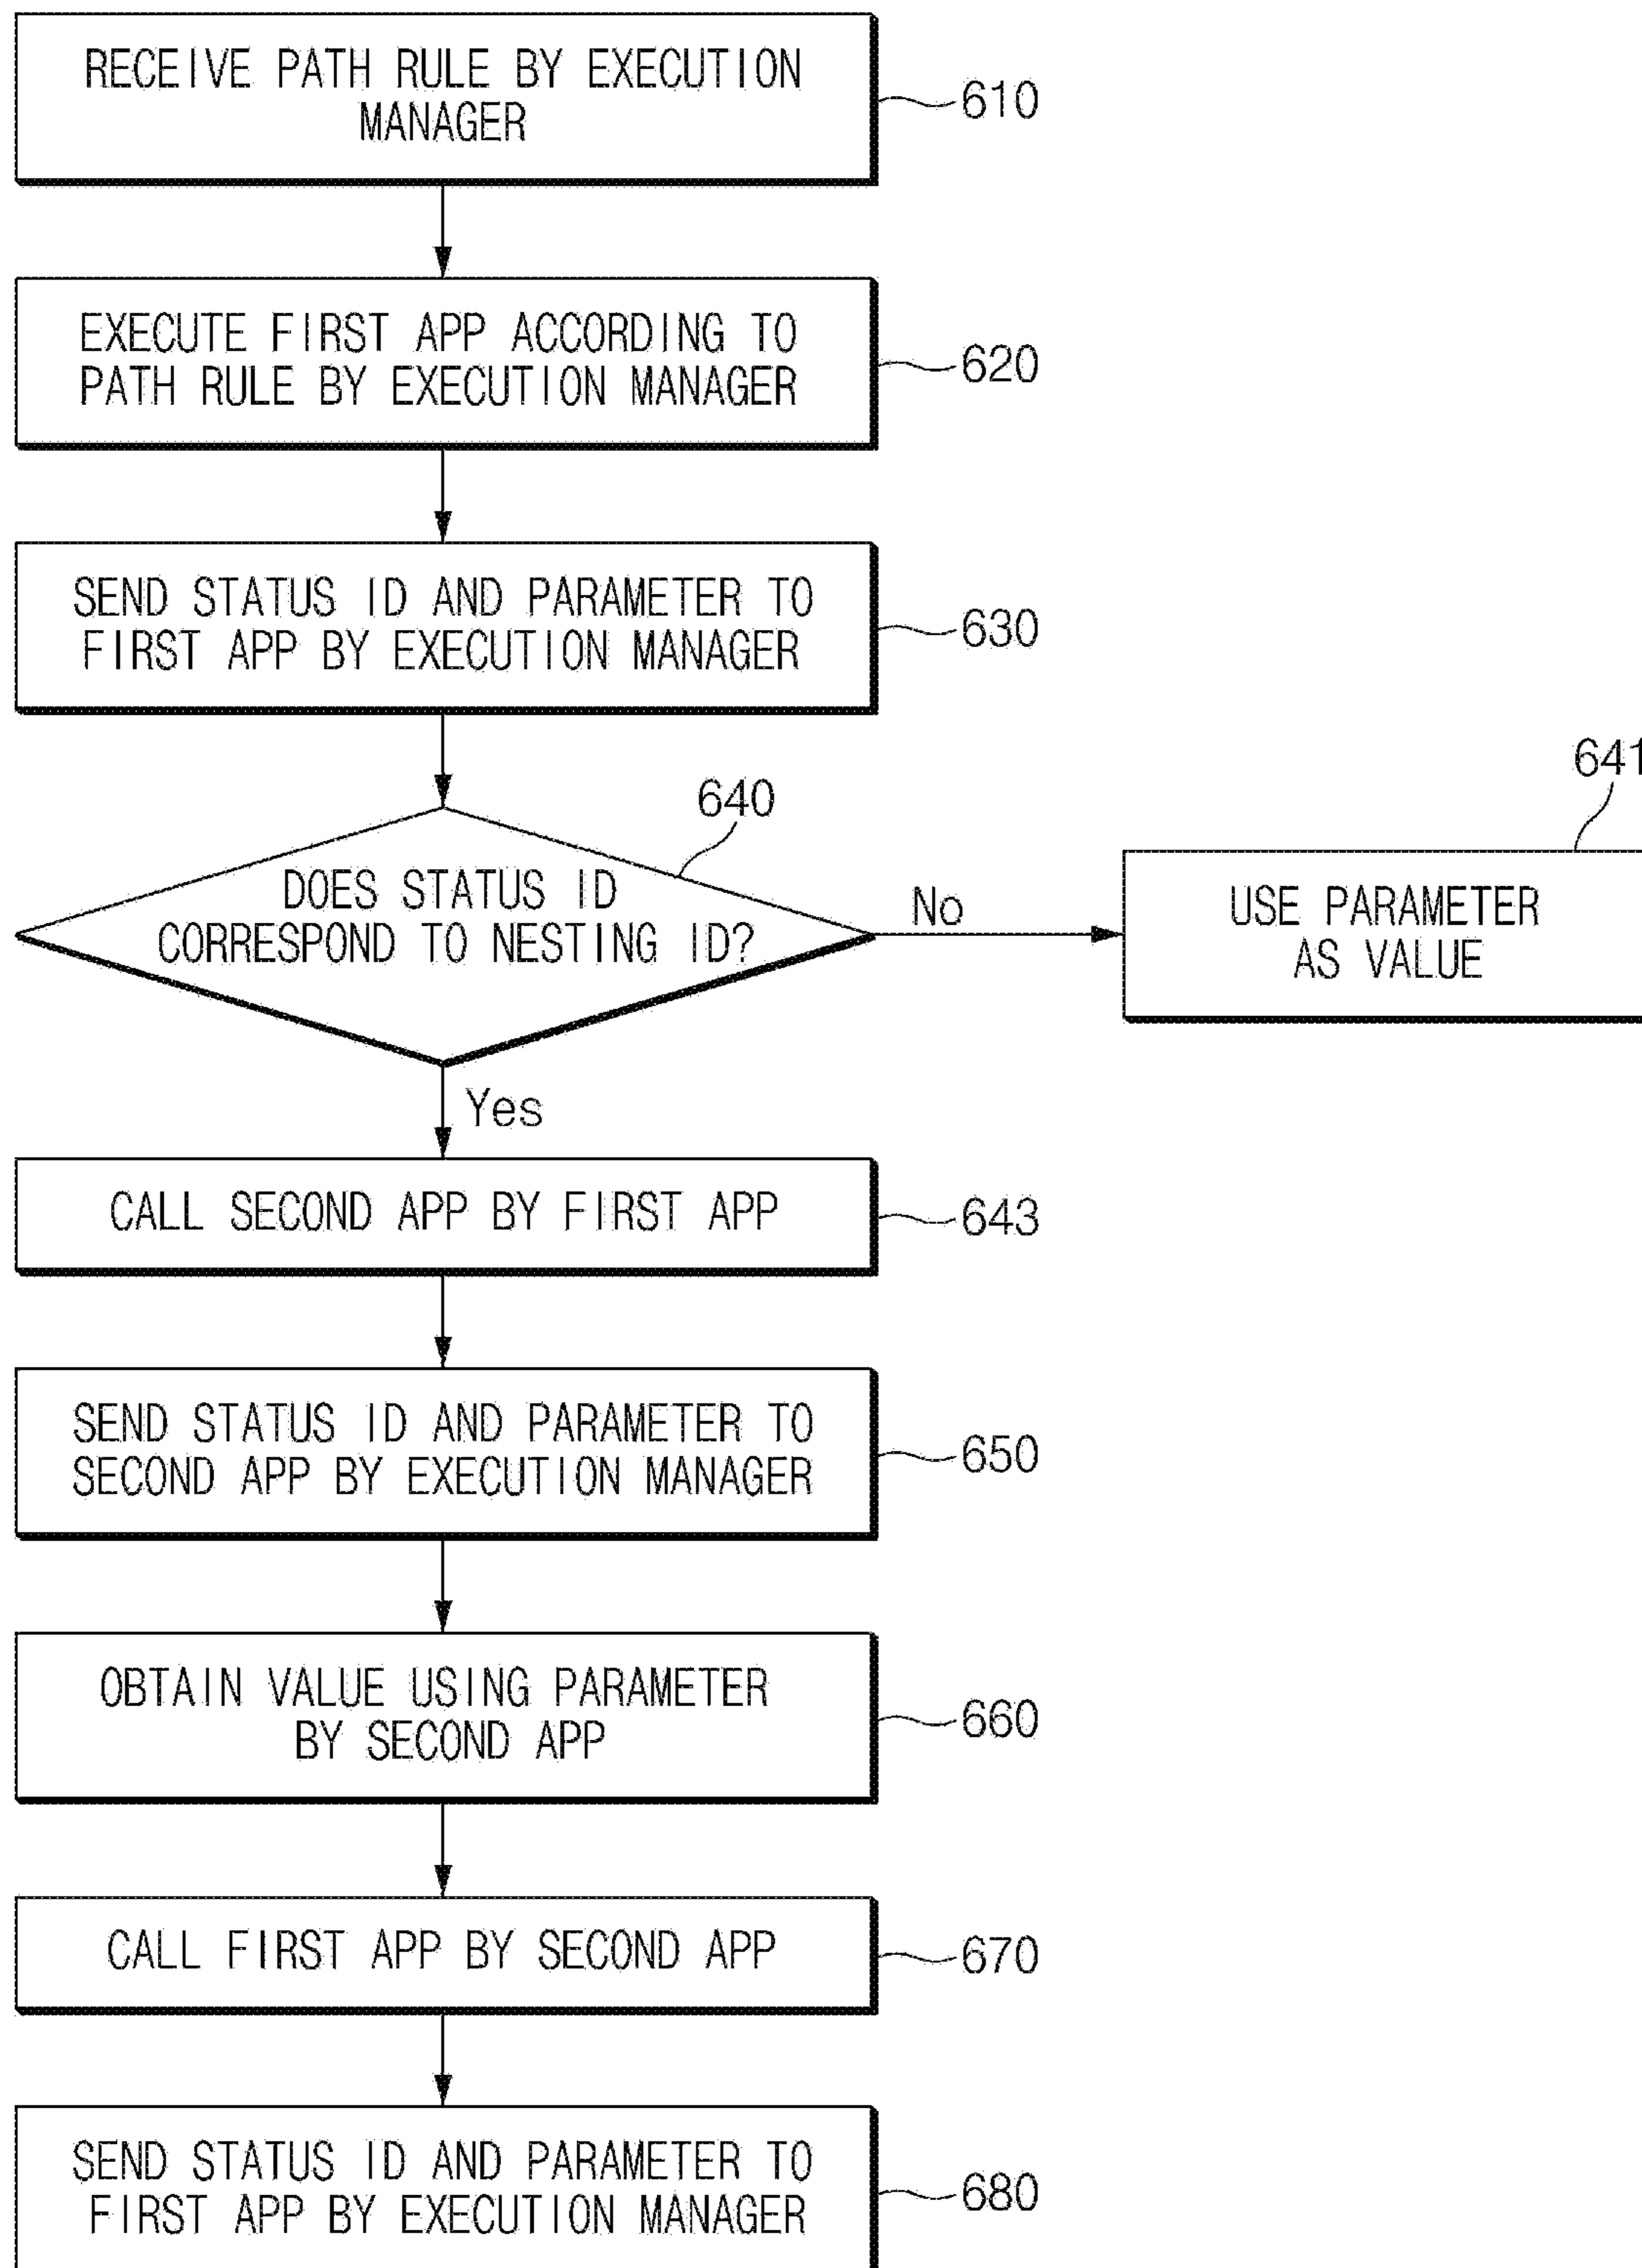 RECEIVE PATH RULE BY EXECUTION
MANAGER
610
EXECUTE FIRST APP ACCORDING TO
PATH RULE BY EXECUTION MANAGER
620
SEND STATUS ID AND PARAMETER TO
FIRST APP BY EXECUTION MANAGER
630
640
DOES STATUS ID
CORRESPOND TO NESTING ID?
No
641
USE PARAMETER
AS VALUE
Yes
CALL SECOND APP BY FIRST APP
643
SEND STATUS ID AND PARAMETER TO
SECOND APP BY EXECUTION MANAGER
650
OBTAIN VALUE USING PARAMETER
BY SECOND APP
660
CALL FIRST APP BY SECOND APP
670
SEND STATUS ID AND PARAMETER TO
FIRST APP BY EXECUTION MANAGER
680